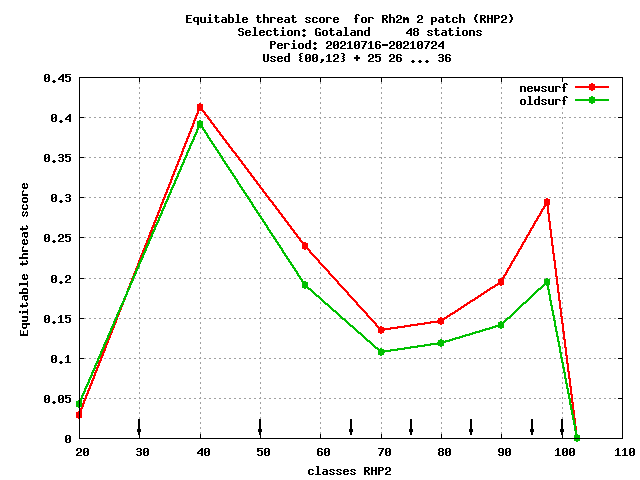 Equitable threat score  for Rh2m 2 patch (RHP2)
Selection: Gotaland     48 stations
Period: 20210716-20210724
Used {00,12} + 25 26 ... 36
newsurf
oldsurf
Equitable threat score
0.45
0.4
0.35
0.3
0.25
0.2
0.15
0.1
0.05
0
20 30 40 50 60 70 80 90 100 110
classes RHP2